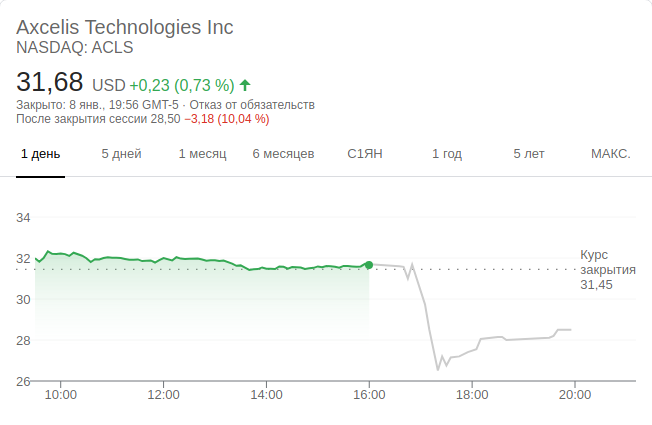 Axcelis Technologies Inc
NASDAQ: ACLS
31,68 USD +0,23 (0,73 %)
Закрыто: 8 янв., 19:56 GMT-5 · Отказ от обязательств
После закрытия сессии 28,50 −3,18 (10,04 %)
1 день 5 дней 1 месяц 6 месяцев С1ЯН 1 год 5 лет МАКС.
34
32
30
28
26
Курс
закрытия
31,45
10:00 12:00 14:00 16:00 18:00 20:00